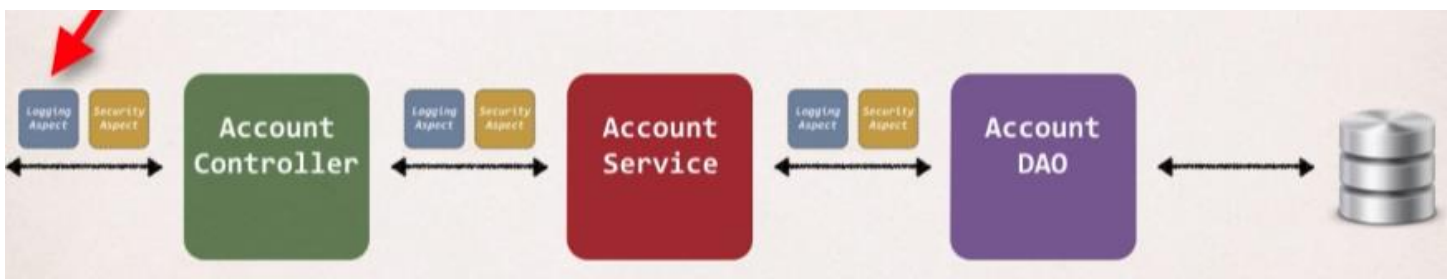 Logging
Aspect
Security
Aspect
Account
Controller
Logging
Aspect
Security
Aspect
Account
Service
Logging
Aspect
Security
Aspect
Account
DAO